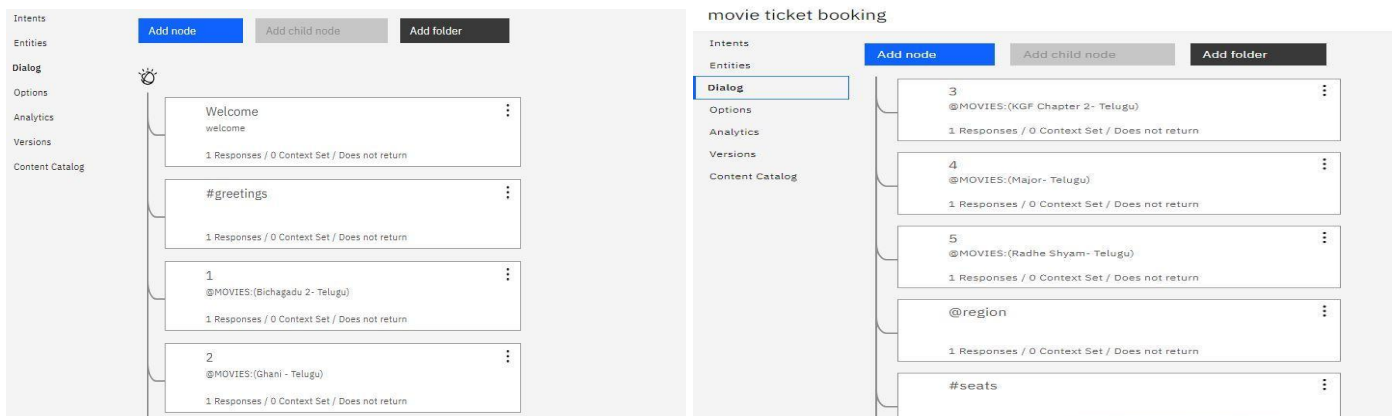 Intents
Entities
Dialog
Options
Analytics
Versions
Content Catalog
Add node
Add child node
Add folder
Welcome
welcome
1 Responses / 0 Context Set / Does not return
#greetings
1 Responses / 0 Context Set / Does not return
1
@MOVIES:(Bichagadu 2- Telugu)
1 Responses / 0 Context Set / Does not return
2
@MOVIES:(Ghani - Telugu)
1 Responses / 0 Context Set / Does not return
movie ticket booking
Intents
Entities
Dialog
Options
Analytics
Versions
Content Catalog
Add node
Add child node
Add folder
3
@MOVIES:(KGF Chapter 2- Telugu)
1 Responses / 0 Context Set / Does not return
4
@MOVIES:(Major- Telugu)
1 Responses / 0 Context Set / Does not return
5
@MOVIES:(Radhe Shyam- Telugu)
1 Responses / 0 Context Set / Does not return
@region
1 Responses / 0 Context Set / Does not return
#seats